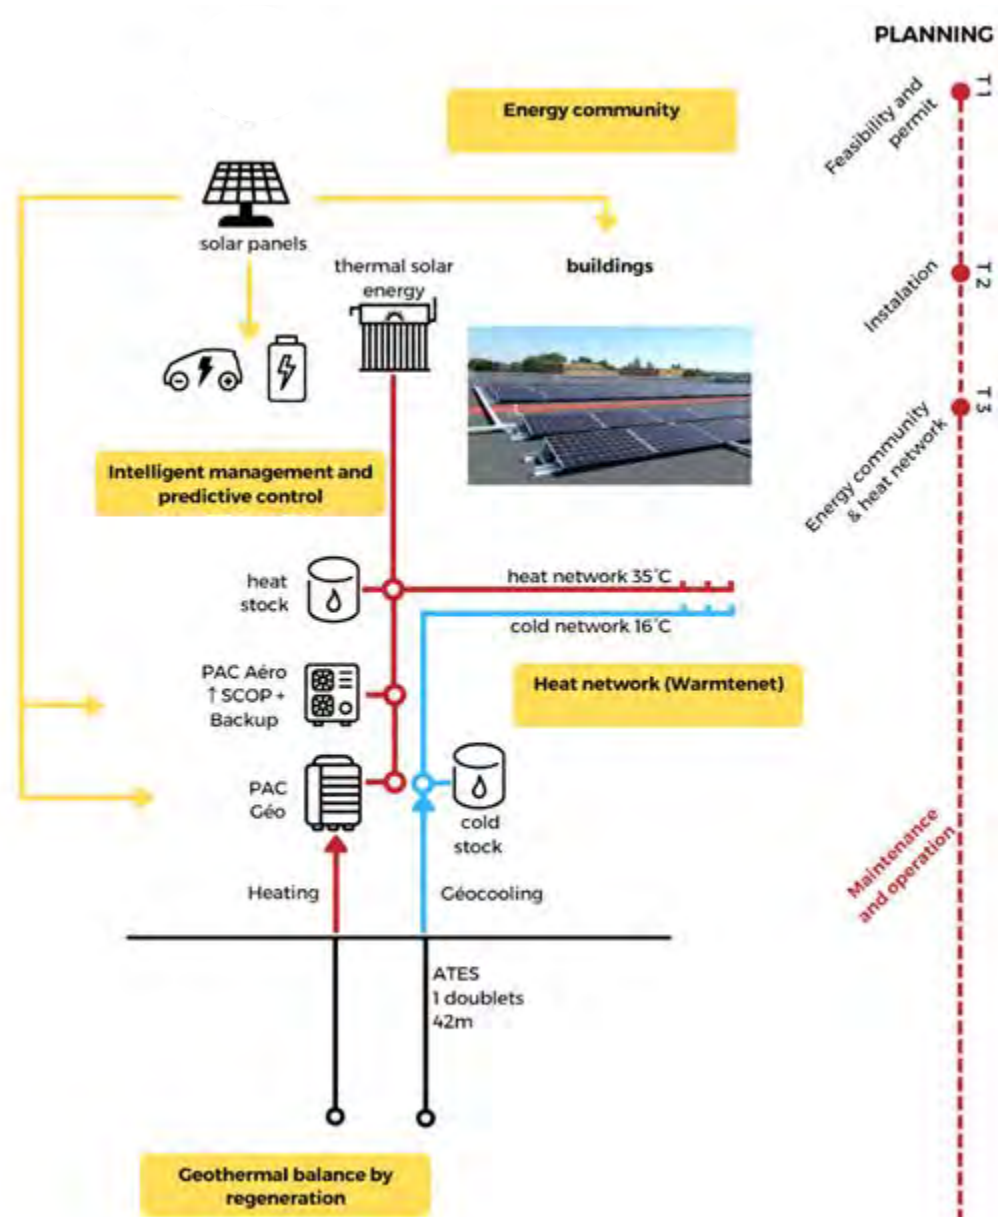 PLANNING
Energy community
T1
Feasibility and
permit
solar panels
thermal solar
energy
buildings
T2
Instalation
T3
Energy community
& heat network
Intelligent management and
predictive control
heat
stock
heat network 35°C
cold network 16°C
PAC Aéro
↑ SCOP +
Backup
Heat network (Warmtenet)
PAC
Géo
cold
stock
Maintenance
and operation
Heating
Géocooling
ATES
1 doublets
42m
Geothermal balance by
regeneration